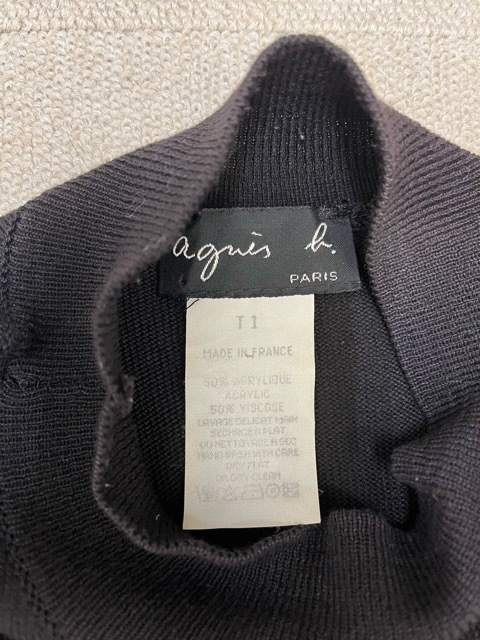 agnès b.
PARIS
T 1
MADE IN FRANCE
50% ACRYLIQUE
ACRYLIC
50% VISCOSE
LAVAGE DELICAT MAIN
SECHAGE A PLAT
OU NETTOYAGE A SEC
HAND WASH WITH CARE
DRY FLAT
OR DRY CLEAN